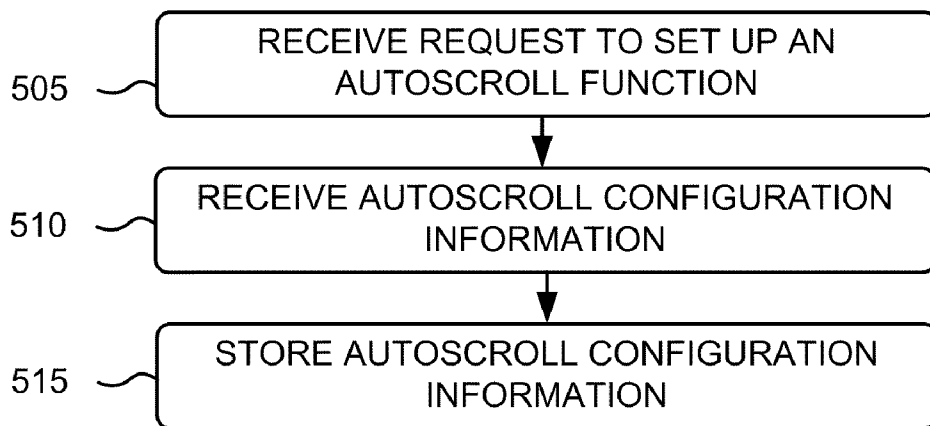 RECEIVE REQUEST TO SET UP AN
AUTOSCROLL FUNCTION
505
RECEIVE AUTOSCROLL CONFIGURATION
INFORMATION
510
STORE AUTOSCROLL CONFIGURATION
INFORMATION
515